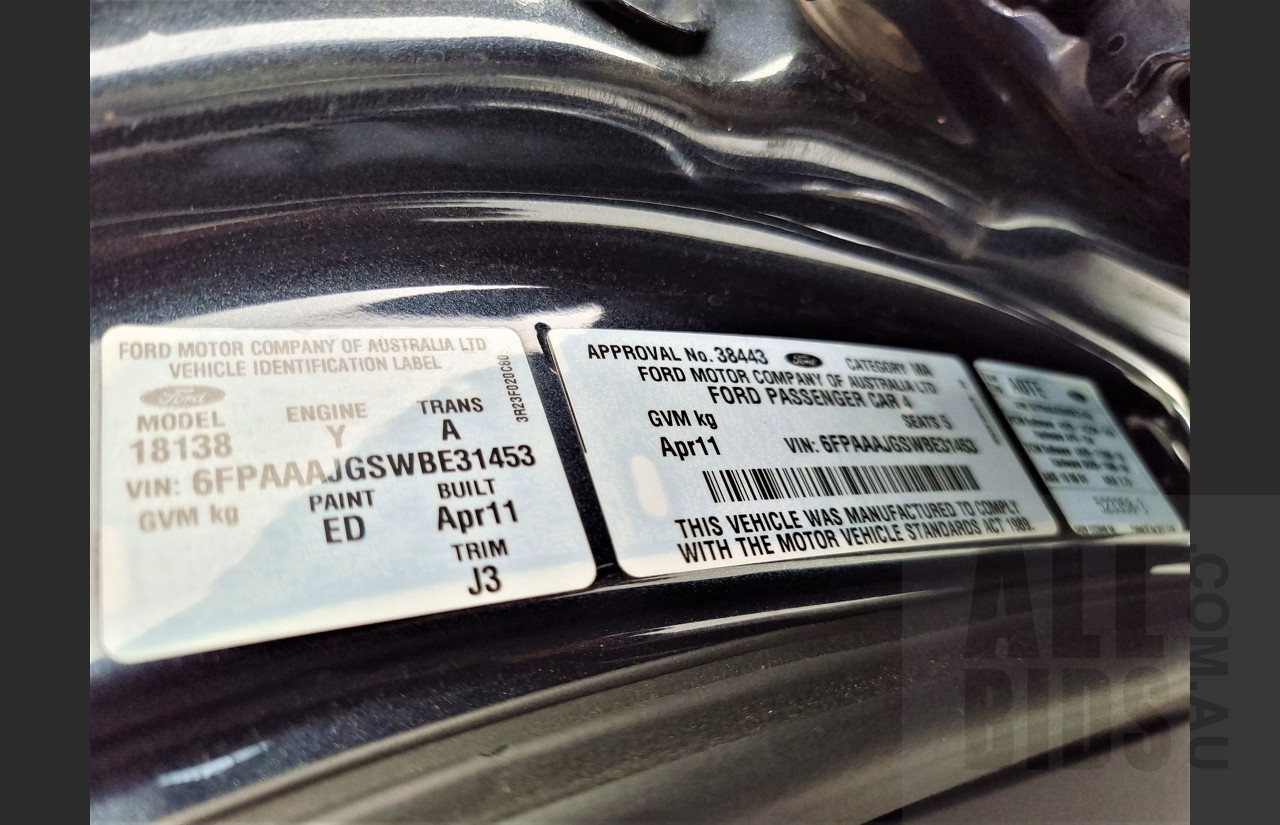 FORD MOTOR COMPANY OF AUSTRALIA LTD
VEHICLE IDENTIFICATION LABEL
Ford
MODEL ENGINE TRANS
18138 Y A
VIN: 6FPAAAJGSWBE31453
GVM kg PAINT BUILT
ED Apr11
TRIM
J3
3R23F020C80
APPROVAL No. 38443 Ford CATEGORY MA
FORD MOTOR COMPANY OF AUSTRALIA LTD
FORD PASSENGER CAR 4
GVM kg SEATS 5
Apr11 VIN: 6FPAAAJGSWBE31453
THIS VEHICLE WAS MANUFACTURED TO COMPLY
WITH THE MOTOR VEHICLE STANDARDS ACT 1989.
ALL
BIDS
.COM.AU